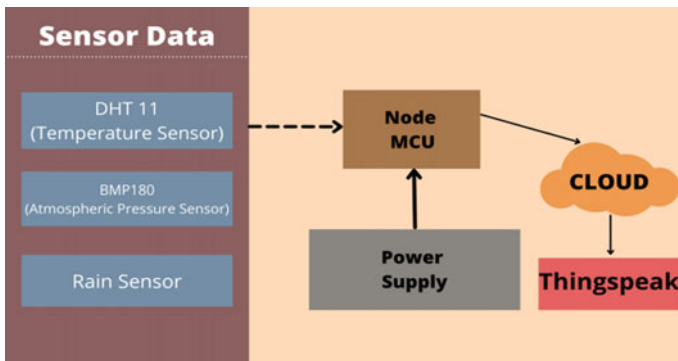 Sensor Data
DHT 11
(Temperature Sensor)
BMP180
(Atmospheric Pressure Sensor)
Rain Sensor
Node
MCU
Power
Supply
CLOUD
Thingspeak